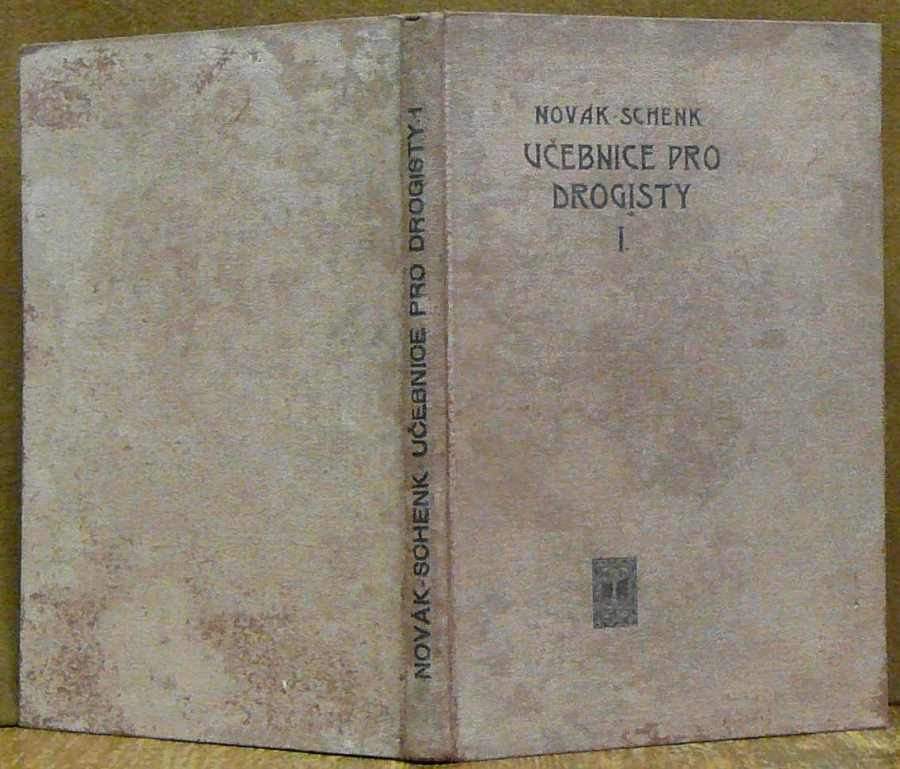 NOVÁK-SCHENK UČEBNICE PRO DROGISTY·I
NOVÁK-SCHENK
UČEBNICE PRO
DROGISTY
I.